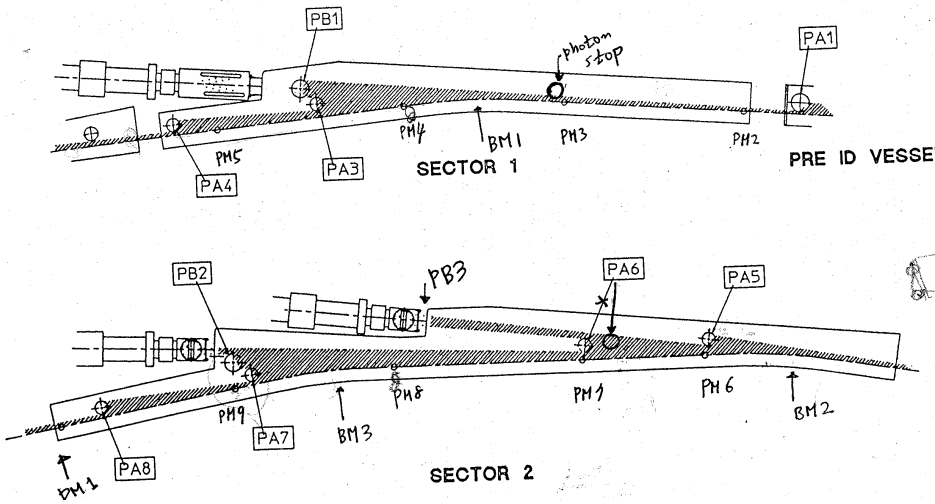 PB1
photon
stop
PA1
PM5
PM4
BM1
PM3
PM2
PA4
PA3
SECTOR 1
PRE ID VESSE
PB2
PB3
PA6
PA5
PM9
PM8
PM7
PM6
PA7
BM3
BM2
PA8
PM1
SECTOR 2